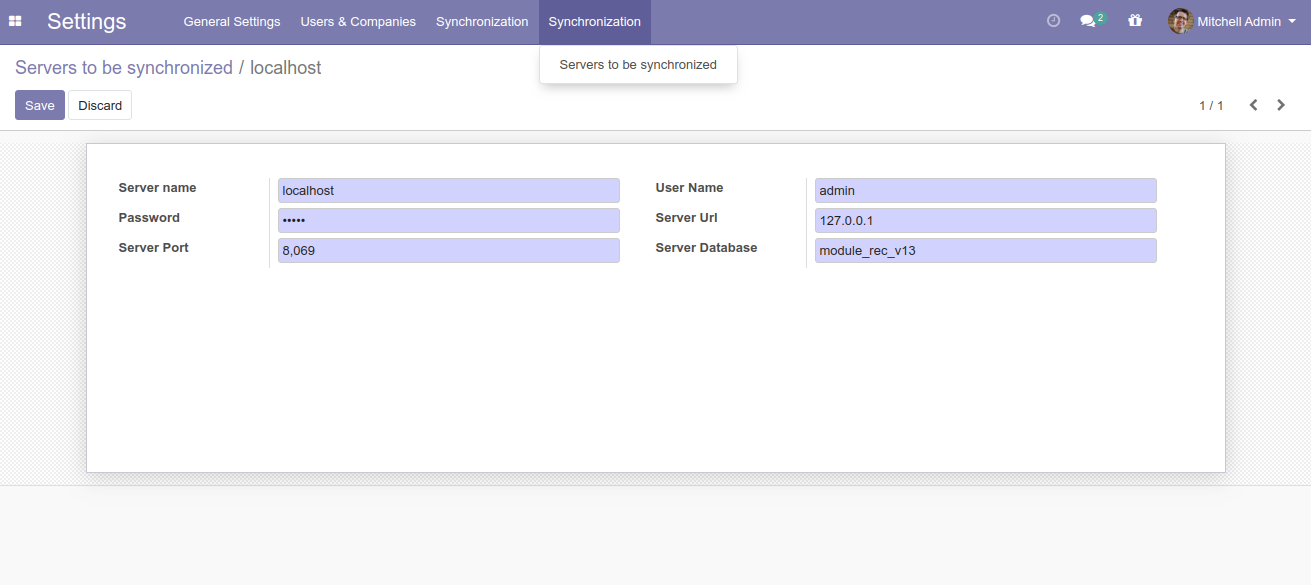 Settings General Settings Users & Companies Synchronization Synchronization 2 Mitchell Admin
Servers to be synchronized
Servers to be synchronized / localhost
Save Discard 1 / 1
Server name localhost User Name admin
Password ••••• Server Url 127.0.0.1
Server Port 8,069 Server Database module_rec_v13